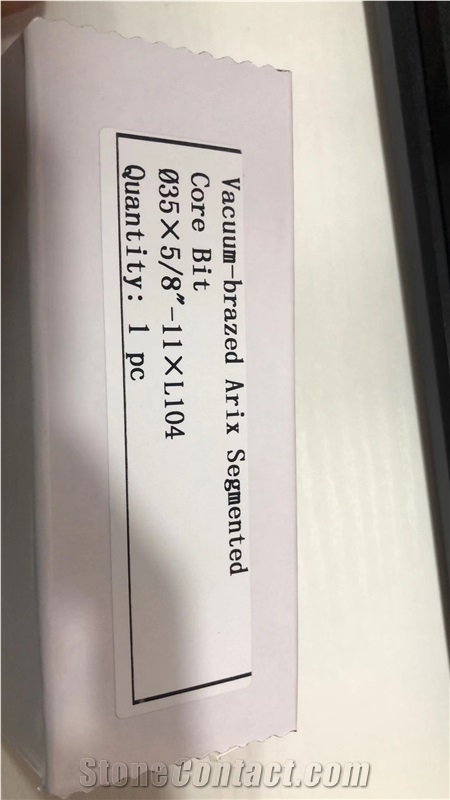 Vacuum-brazed Arix Segmented
Core Bit
Ø35×5/8″-11×L104
Quantity: 1 pc
StoneContact.com